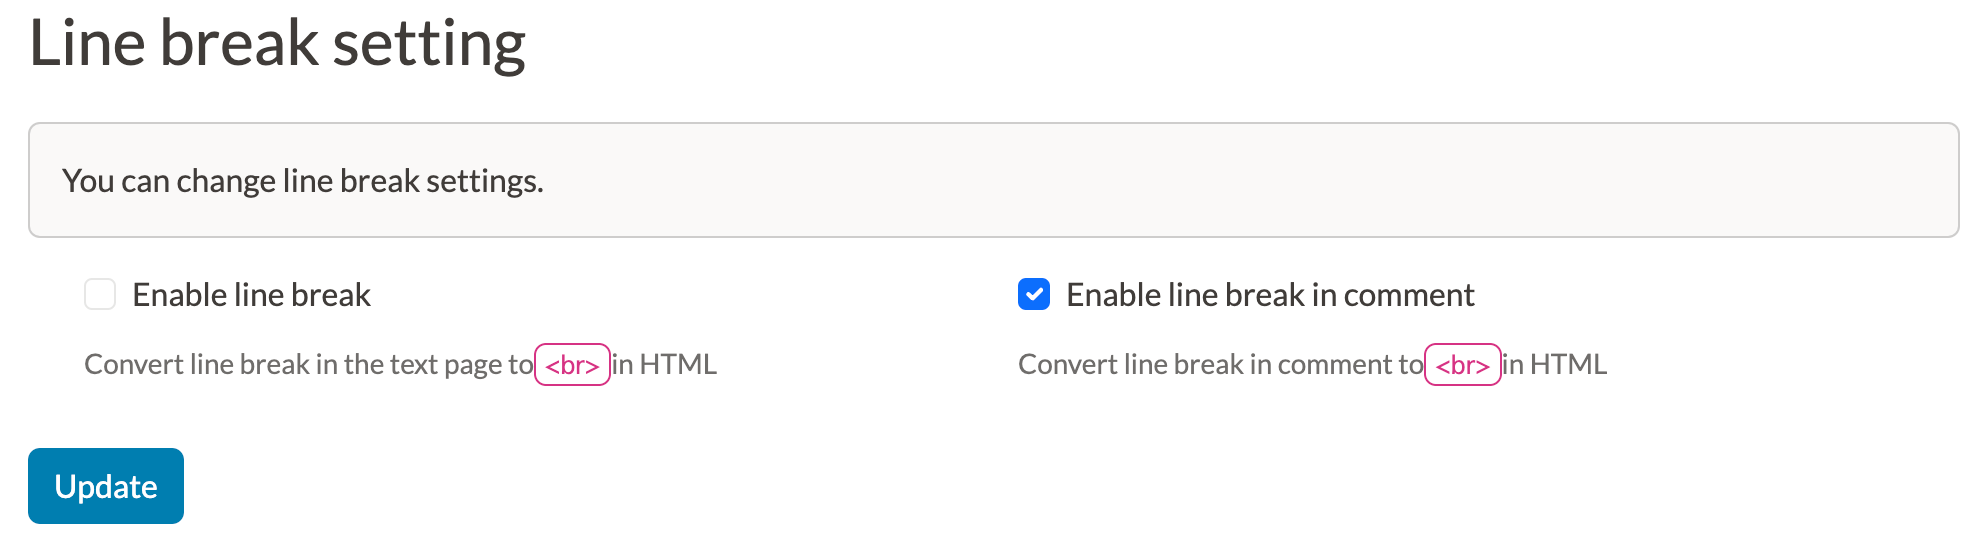 Line break setting
You can change line break settings.
Enable line break
Convert line break in the text page to <br> in HTML
Enable line break in comment
Convert line break in comment to <br> in HTML
Update